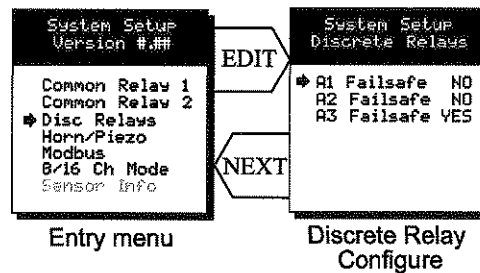 System Setup
Version #.##
Common Relay 1
Common Relay 2
Disc Relays
Horn/Piezo
Modbus
8/16 Ch Mode
Sensor Info
Entry menu
EDIT
NEXT
System Setup
Discrete Relays
A1 Failsafe NO
A2 Failsafe NO
A3 Failsafe YES
Discrete Relay
Configure